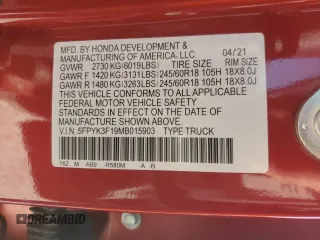 MFD. BY HONDA DEVELOPMENT &
MANUFACTURING OF AMERICA, LLC 04/21
GVWR 2730 KG(6019LBS) TIRE SIZE RIM SIZE
GAWR F 1420 KG(3131LBS) 245/60R18 105H 18X8.0J
GAWR R 1480 KG(3263LBS) 245/60R18 105H 18X8.0J
THIS VEHICLE CONFORMS TO ALL APPLICABLE
FEDERAL MOTOR VEHICLE SAFETY
STANDARDS IN EFFECT ON THE DATE OF
MANUFACTURE SHOWN ABOVE.
V.I.N. 5FPYK3F19MB015903 TYPE TRUCK
M AB9 -R580M -A -B
DREAMBID